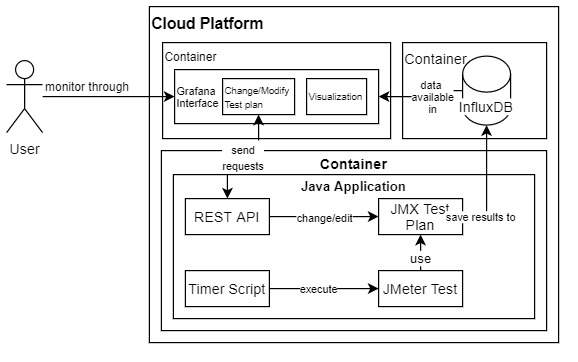 Cloud Platform
Container
Container
Grafana
Interface
Change/Modify
Test plan
Visualization
monitor through
data
available
in
InfluxDB
User
send
requests
Container
Java Application
REST API
change/edit
JMX Test
Plan
save results to
use
Timer Script
execute
JMeter Test